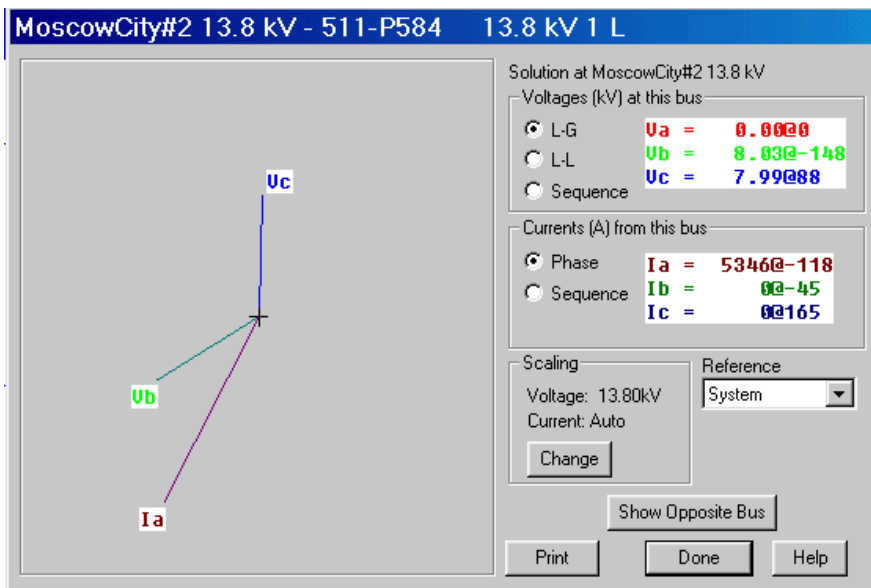 MoscowCity#2 13.8 kV - 511-P584 13.8 kV 1 L
Solution at MoscowCity#2 13.8 kV
Voltages (kV) at this bus
L-G
L-L
Sequence
Va = 0.00@0
Vb = 8.03@-148
Vc = 7.99@88
Currents (A) from this bus
Phase
Sequence
Ia = 5346@-118
Ib = 0@-45
Ic = 0@165
Scaling
Voltage: 13.80kV
Current: Auto
Change
Reference
System
Show Opposite Bus
Print Done Help
Vc
Vb
Ia